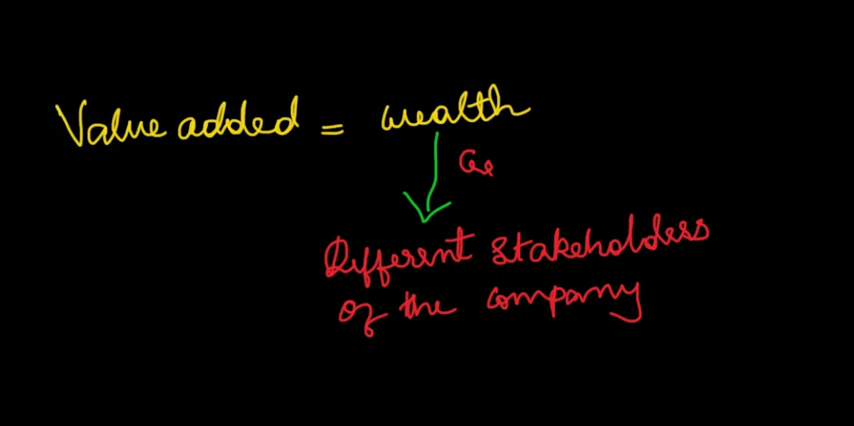 Value added = wealth
Different stakeholders
of the company